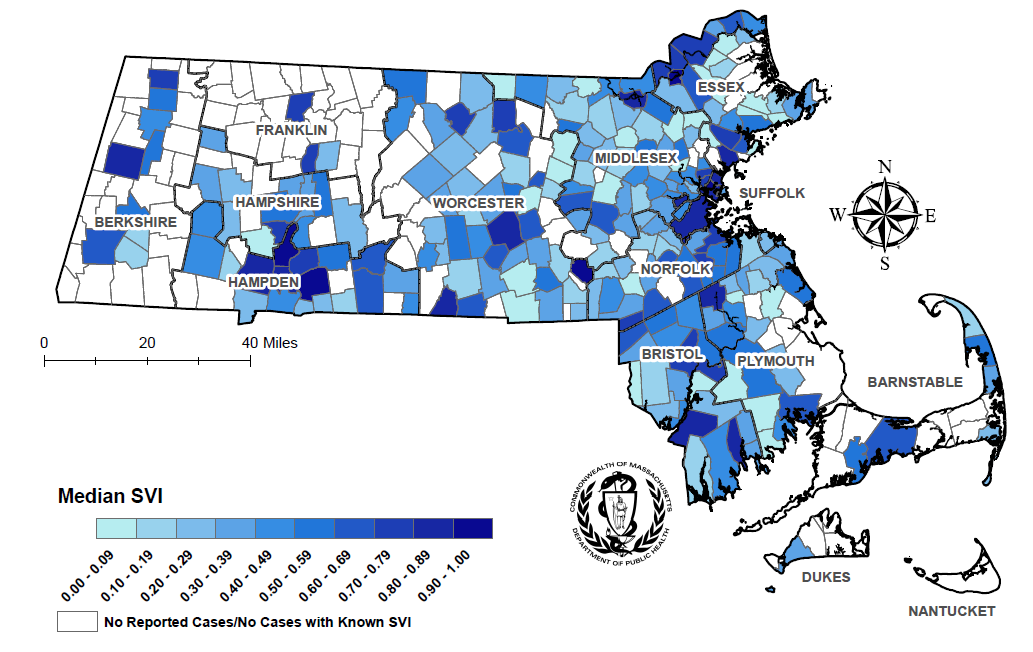 ESSEX
FRANKLIN
MIDDLESEX
SUFFOLK
HAMPSHIRE
WORCESTER
BERKSHIRE
N
W E
S
NORFOLK
HAMPDEN
0 20 40 Miles
BRISTOL
PLYMOUTH
BARNSTABLE
COMMONWEALTH OF MASSACHUSETTS
DEPARTMENT OF PUBLIC HEALTH
Median SVI
0.00 - 0.09
0.10 - 0.19
0.20 - 0.29
0.30 - 0.39
0.40 - 0.49
0.50 - 0.59
0.60 - 0.69
0.70 - 0.79
0.80 - 0.89
0.90 - 1.00
DUKES
NANTUCKET
No Reported Cases/No Cases with Known SVI